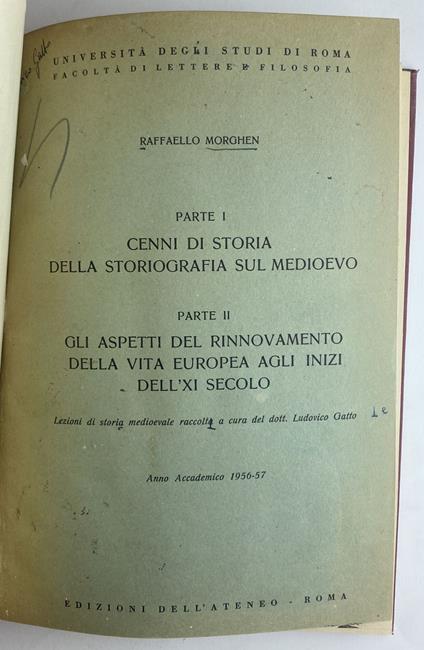 UNIVERSITÀ DEGLI STUDI DI ROMA
FACOLTÀ DI LETTERE E FILOSOFIA
RAFFAELLO MORGHEN
PARTE I
CENNI DI STORIA
DELLA STORIOGRAFIA SUL MEDIOEVO
PARTE II
GLI ASPETTI DEL RINNOVAMENTO
DELLA VITA EUROPEA AGLI INIZI
DELL'XI SECOLO
Lezioni di storia medioevale raccolte a cura del dott. Ludovico Gatto
Anno Accademico 1956-57
EDIZIONI DELL'ATENEO - ROMA